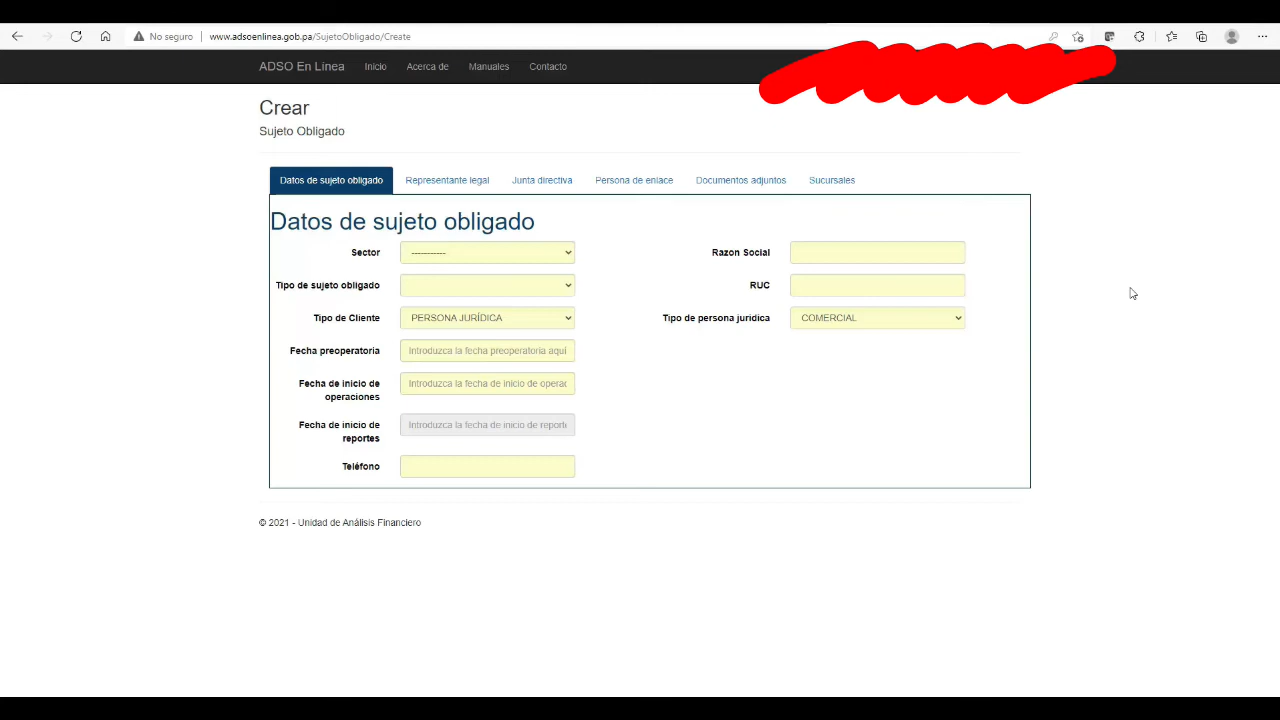 No seguro www.adsoenlinea.gob.pa/SujetoObligado/Create
ADSO En Línea Inicio Acerca de Manuales Contacto
Crear
Sujeto Obligado
Datos de sujeto obligado Representante legal Junta directiva Persona de enlace Documentos adjuntos Sucursales
Datos de sujeto obligado
Sector ----------- Razon Social
Tipo de sujeto obligado RUC
Tipo de Cliente PERSONA JURÍDICA Tipo de persona juridica COMERCIAL
Fecha preoperatoria Introduzca la fecha preoperatoria aquí
Fecha de inicio de
operaciones Introduzca la fecha de inicio de operac
Fecha de inicio de
reportes Introduzca la fecha de inicio de reporte
Teléfono
© 2021 - Unidad de Análisis Financiero